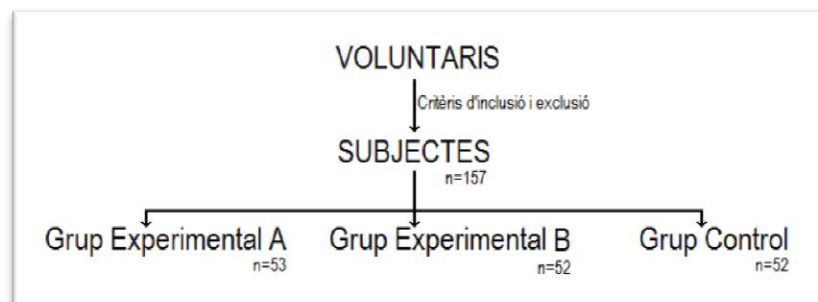 VOLUNTARIS
Critèris d'inclusió i exclusió
SUBJECTES
n=157
Grup Experimental A
n=53
Grup Experimental B
n=52
Grup Control
n=52